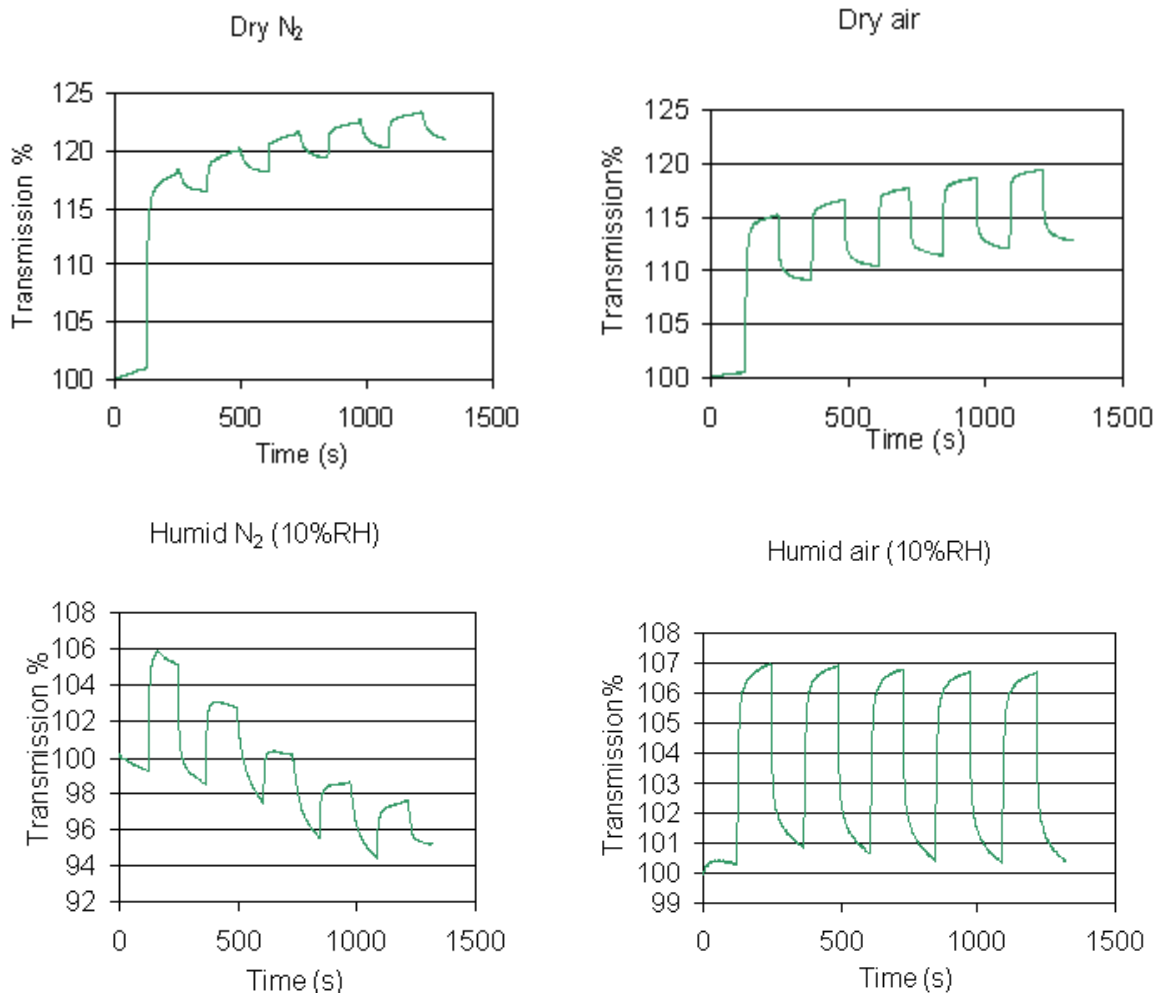 Dry N₂
125
120
115
110
105
100
Transmission %
0 500 1000 1500
Time (s)
Dry air
125
120
115
110
105
100
Transmission%
0 500 1000 1500
Time (s)
Humid N₂ (10%RH)
108
106
104
102
100
98
96
94
92
Transmission %
0 500 1000 1500
Time (s)
Humid air (10%RH)
108
107
106
105
104
103
102
101
100
99
Transmission%
0 500 1000 1500
Time (s)